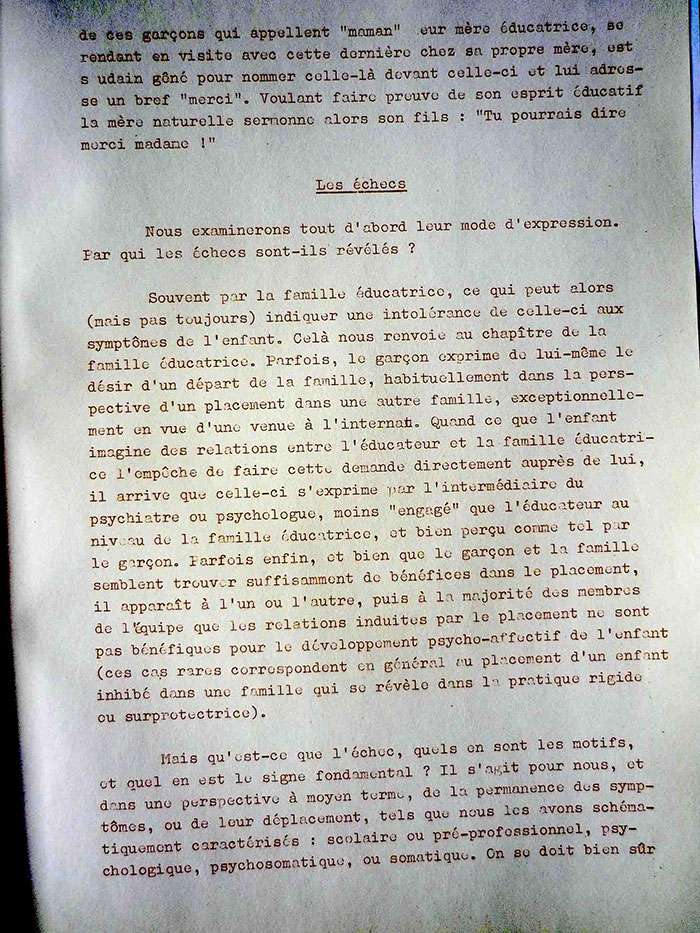 de ces garçons qui appellent "maman" eur mère éducatrice, se
rendant en visite avec cette dernière chez sa propre mère, est
s udain gêné pour nommer celle-là devant celle-ci et lui adres-
se un bref "merci". Voulant faire preuve de son esprit éducatif
la mère naturelle sermonne alors son fils : "Tu pourrais dire
merci madame !"
Les échecs
Nous examinerons tout d'abord leur mode d'expression.
Par qui les échecs sont-ils révélés ?
Souvent par la famille éducatrice, ce qui peut alors
(mais pas toujours) indiquer une intolérance de celle-ci aux
symptômes de l'enfant. Celà nous renvoie au chapître de la
famille éducatrice. Parfois, le garçon exprime de lui-même le
désir d'un départ de la famille, habituellement dans la pers-
pective d'un placement dans une autre famille, exceptionnelle-
ment en vue d'une venue à l'internat. Quand ce que l'enfant
imagine des relations entre l'éducateur et la famille éducatri-
ce l'empêche de faire cette demande directement auprès de lui,
il arrive que celle-ci s'exprime par l'intermédiaire du
psychiatre ou psychologue, moins "engagé" que l'éducateur au
niveau de la famille éducatrice, et bien perçu comme tel par
le garçon. Parfois enfin, et bien que le garçon et la famille
semblent trouver suffisamment de bénéfices dans le placement,
il apparaît à l'un ou l'autre, puis à la majorité des membres
de l'équipe que les relations induites par le placement ne sont
pas bénéfiques pour le développement psycho-affectif de l'enfant
(ces cas rares correspondent en général au placement d'un enfant
inhibé dans une famille qui se révèle dans la pratique rigide
ou surprotectrice).
Mais qu'est-ce que l'échec, quels en sont les motifs,
et quel en est le signe fondamental ? Il s'agit pour nous, et
dans une perspective à moyen terme, de la permanence des symp-
tômes, ou de leur déplacement, tels que nous les avons schéma-
tiquement caractérisés : scolaire ou pré-professionnel, psy-
chologique, psychosomatique, ou somatique. On se doit bien sûr